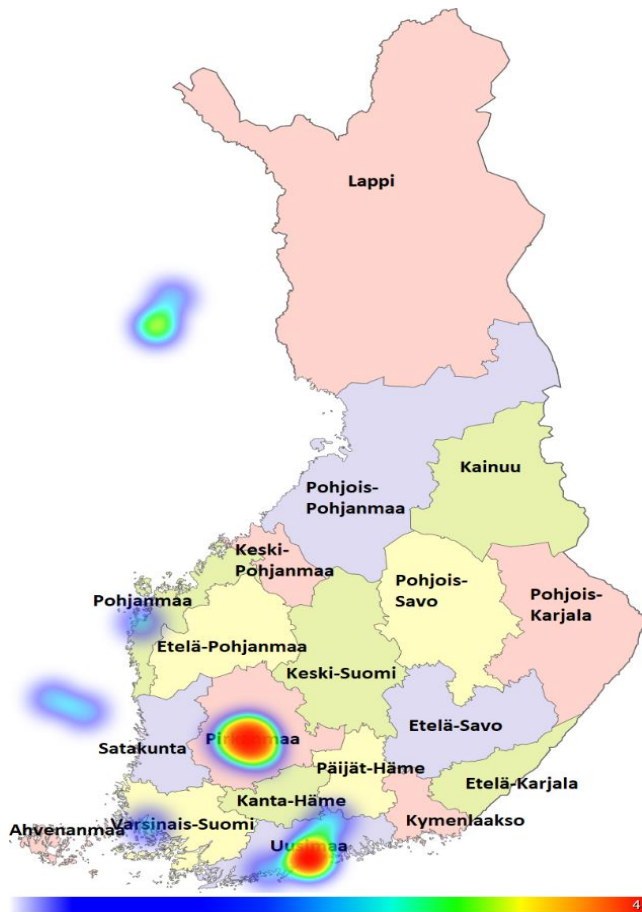 Lappi
Kainuu
Pohjois-
Pohjanmaa
Keski-
Pohjanmaa
Pohjois-
Savo
Pohjois-
Karjala
Pohjanmaa
Etelä-Pohjanmaa
Keski-Suomi
Etelä-Savo
Pirkanmaa
Satakunta
Päijät-Häme
Etelä-Karjala
Kanta-Häme
Kymenlaakso
Ahvenanmaa
Varsinais-Suomi
Uusimaa
4